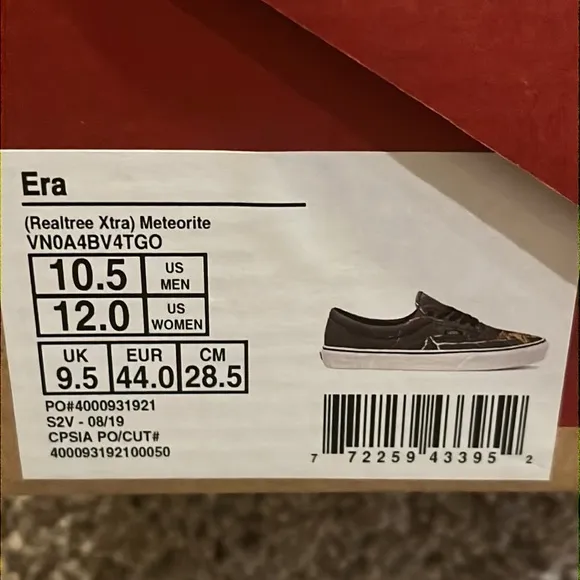 Era
(Realtree Xtra) Meteorite
VN0A4BV4TGO
10.5 US MEN
12.0 US WOMEN
UK EUR CM
9.5 44.0 28.5
PO#4000931921
S2V - 08/19
CPSIA PO/CUT#
400093192100050
7 72259 43395 2